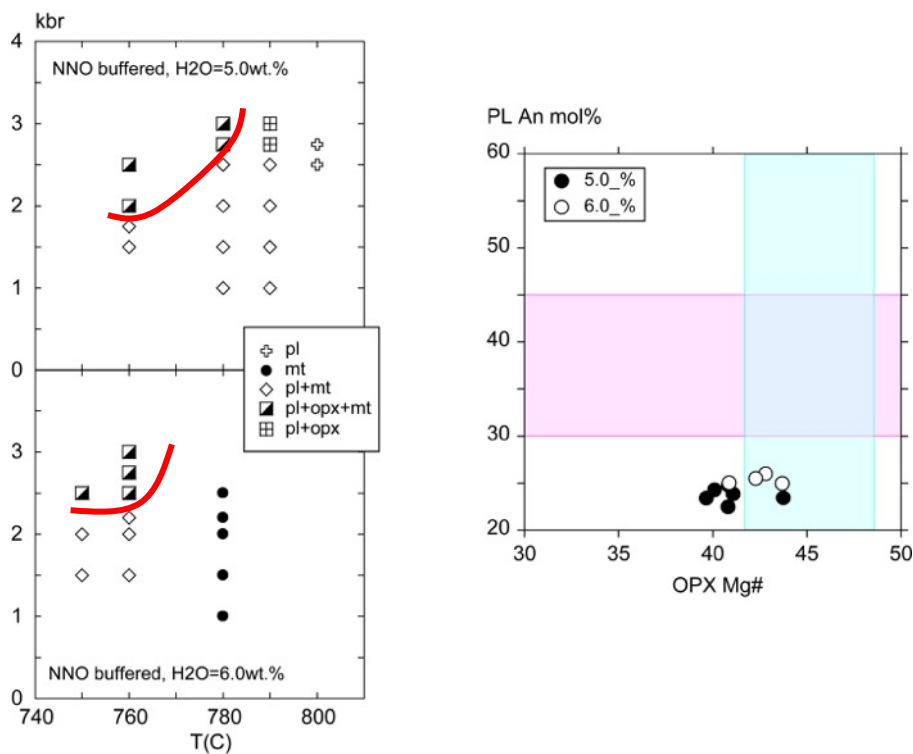 kbr
4
NNO buffered, H2O=5.0wt.%
3
2
1
0
pl
mt
pl+mt
pl+opx+mt
pl+opx
3
2
1
NNO buffered, H2O=6.0wt.%
0
740 760 780 800
T(C)
PL An mol%
60
5.0_%
6.0_%
50
40
30
20
30 35 40 45 50
OPX Mg#